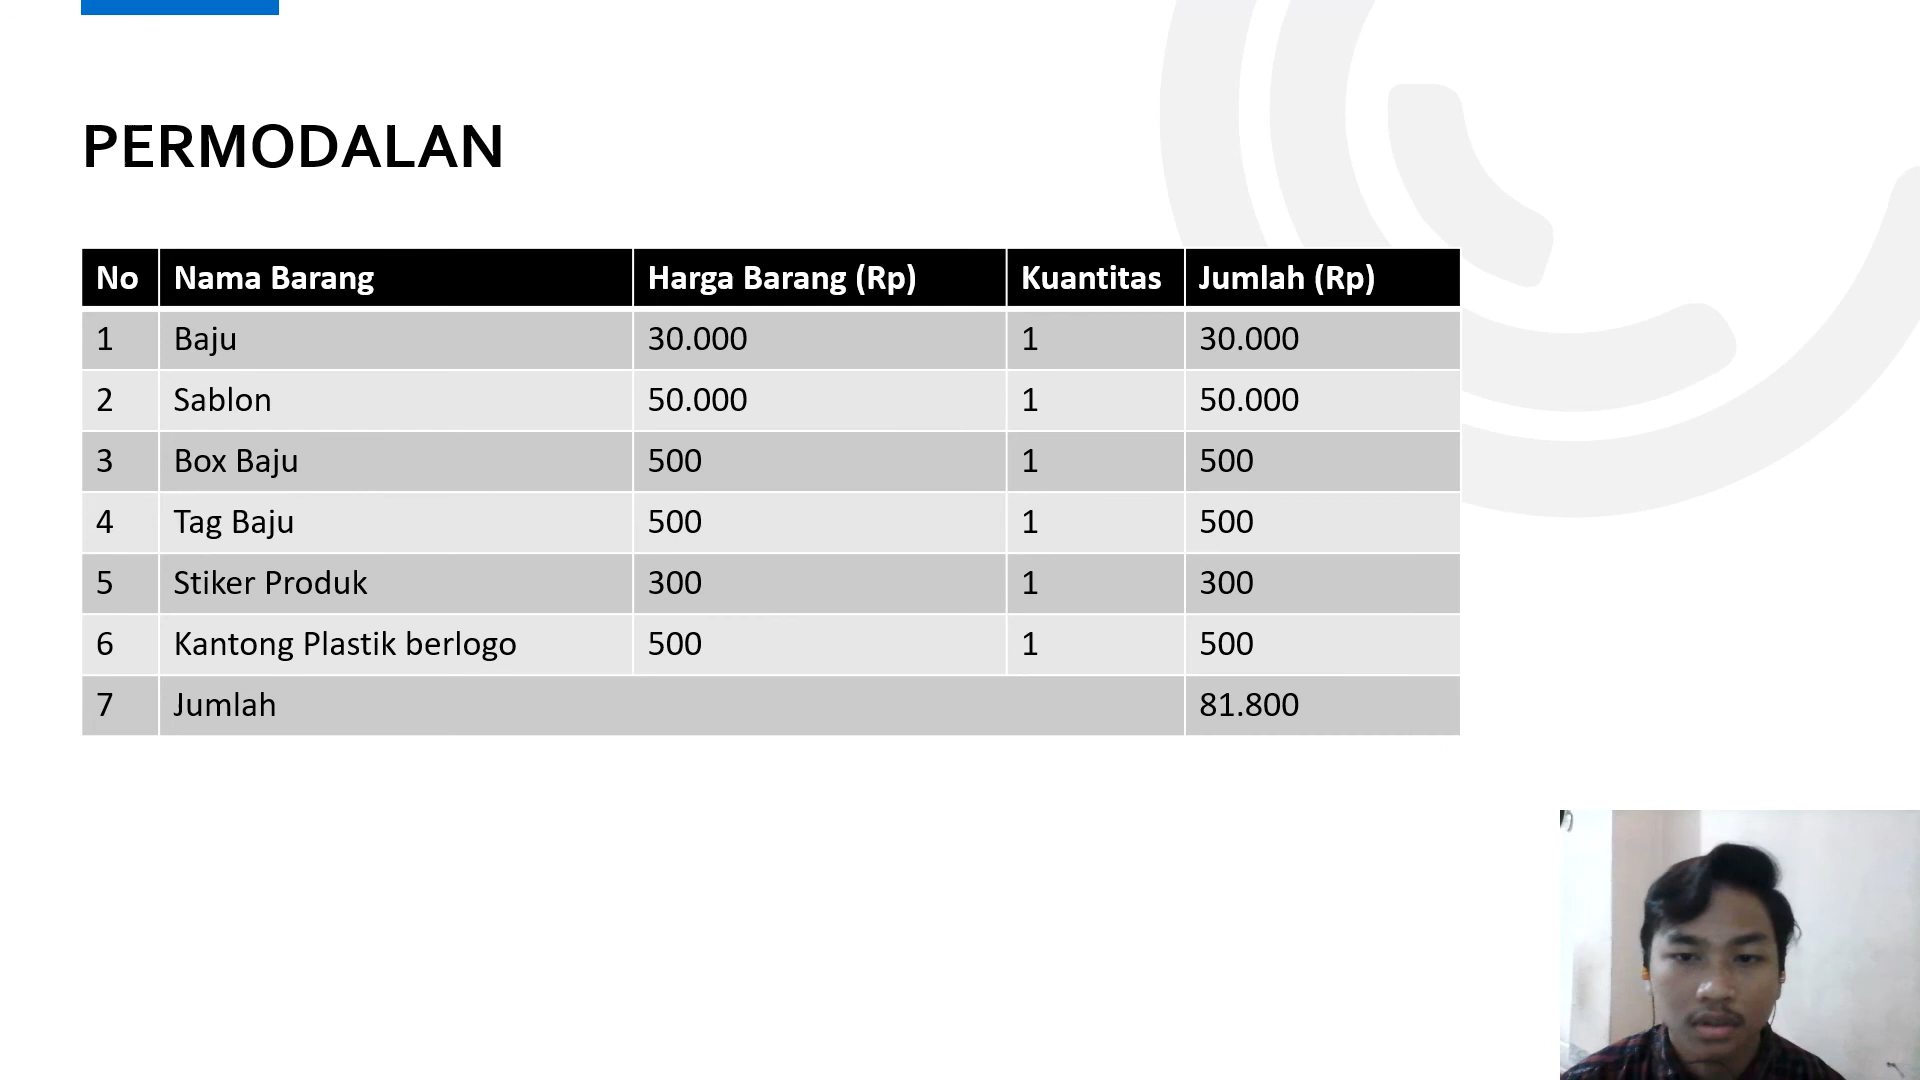 PERMODALAN
No Nama Barang Harga Barang (Rp) Kuantitas Jumlah (Rp)
1 Baju 30.000 1 30.000
2 Sablon 50.000 1 50.000
3 Box Baju 500 1 500
4 Tag Baju 500 1 500
5 Stiker Produk 300 1 300
6 Kantong Plastik berlogo 500 1 500
7 Jumlah 81.800